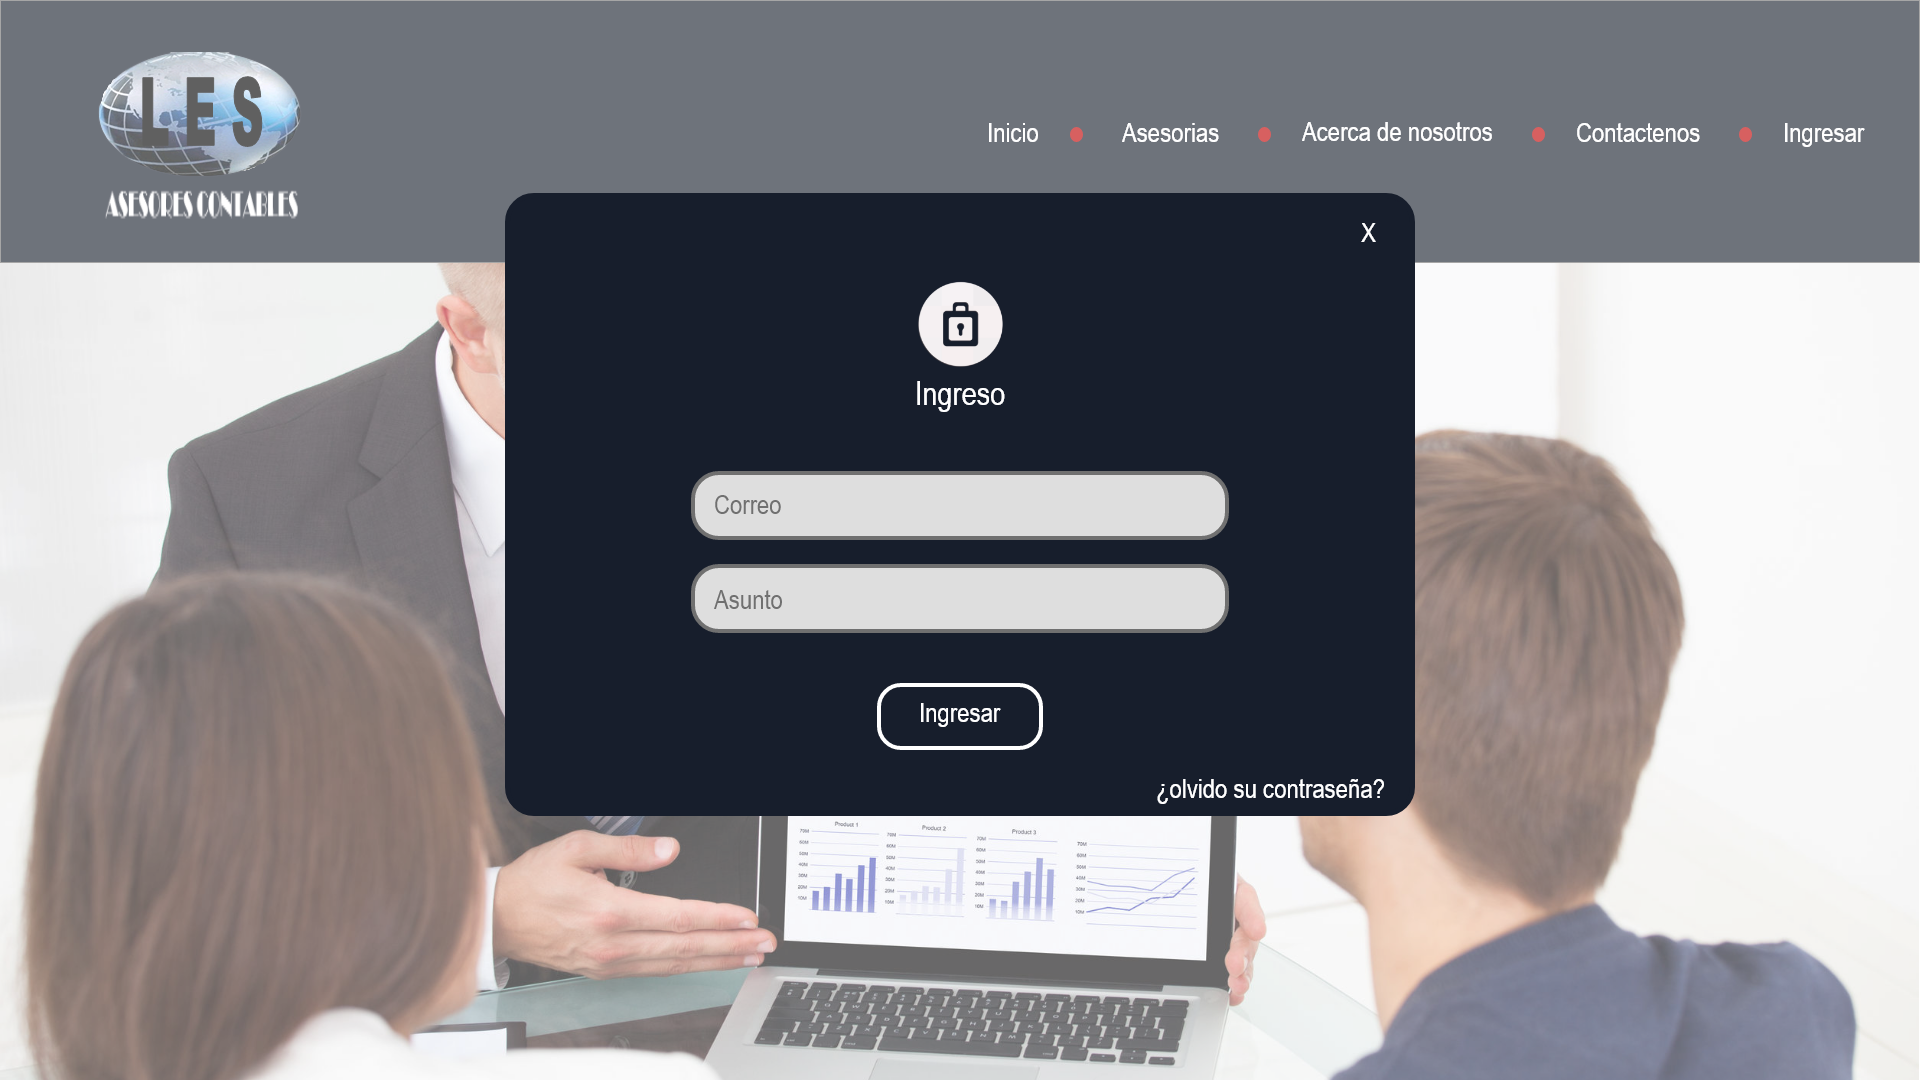 LES
ASESORES CONTABLES
Inicio
Asesorias
Acerca de nosotros
Contactenos
Ingresar
X
Ingreso
Correo
Asunto
Ingresar
¿olvido su contraseña?
Product 1
Product 2
Product 3